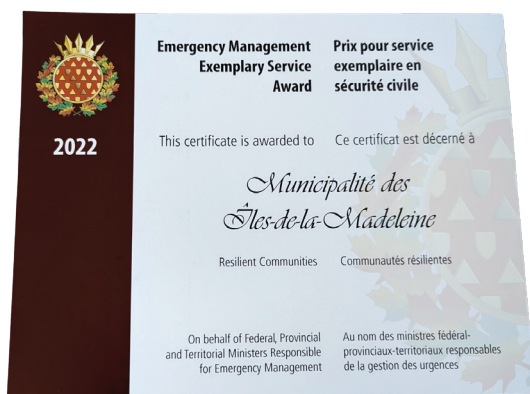 Emergency Management
Exemplary Service
Award
Prix pour service
exemplaire en
sécurité civile
2022
This certificate is awarded to
Ce certificat est décerné à
Municipalité des
Îles-de-la-Madeleine
Resilient Communities
Communautés résilientes
On behalf of Federal, Provincial
and Territorial Ministers Responsible
for Emergency Management
Au nom des ministres fédéral-
provinciaux-territoriaux responsables
de la gestion des urgences